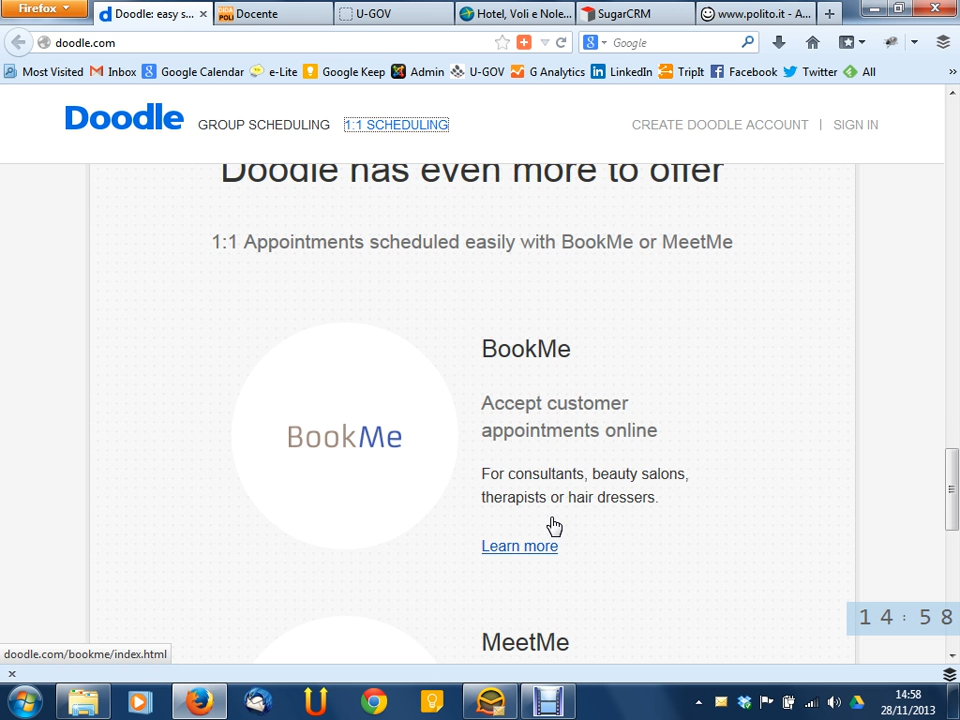 Firefox
Doodle: easy s...
DIDA
POLI
Docente
U-GOV
Hotel, Voli e Nole...
SugarCRM
www.polito.it - A...
doodle.com
Google
Most Visited
Inbox
Google Calendar
e-Lite
Google Keep
Admin
U-GOV
G Analytics
LinkedIn
TripIt
Facebook
Twitter
All
Doodle
GROUP SCHEDULING
1:1 SCHEDULING
CREATE DOODLE ACCOUNT | SIGN IN
Doodle has even more to offer
1:1 Appointments scheduled easily with BookMe or MeetMe
BookMe
BookMe
Accept customer
appointments online
For consultants, beauty salons,
therapists or hair dressers.
Learn more
14:58
MeetMe
doodle.com/bookme/index.html
14:58
28/11/2013